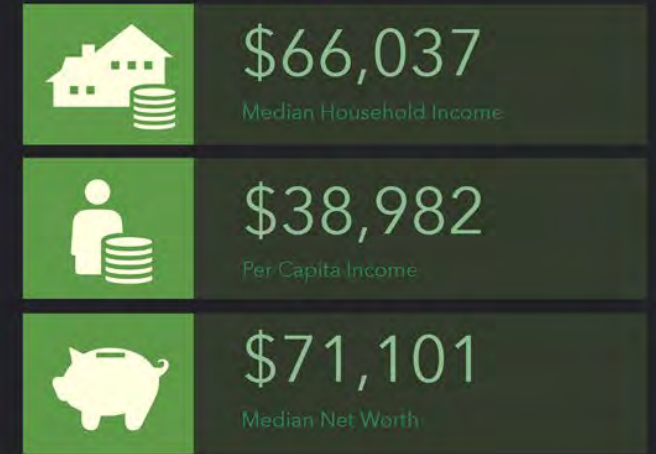 $66,037
Median Household Income
$38,982
Per Capita Income
$71,101
Median Net Worth